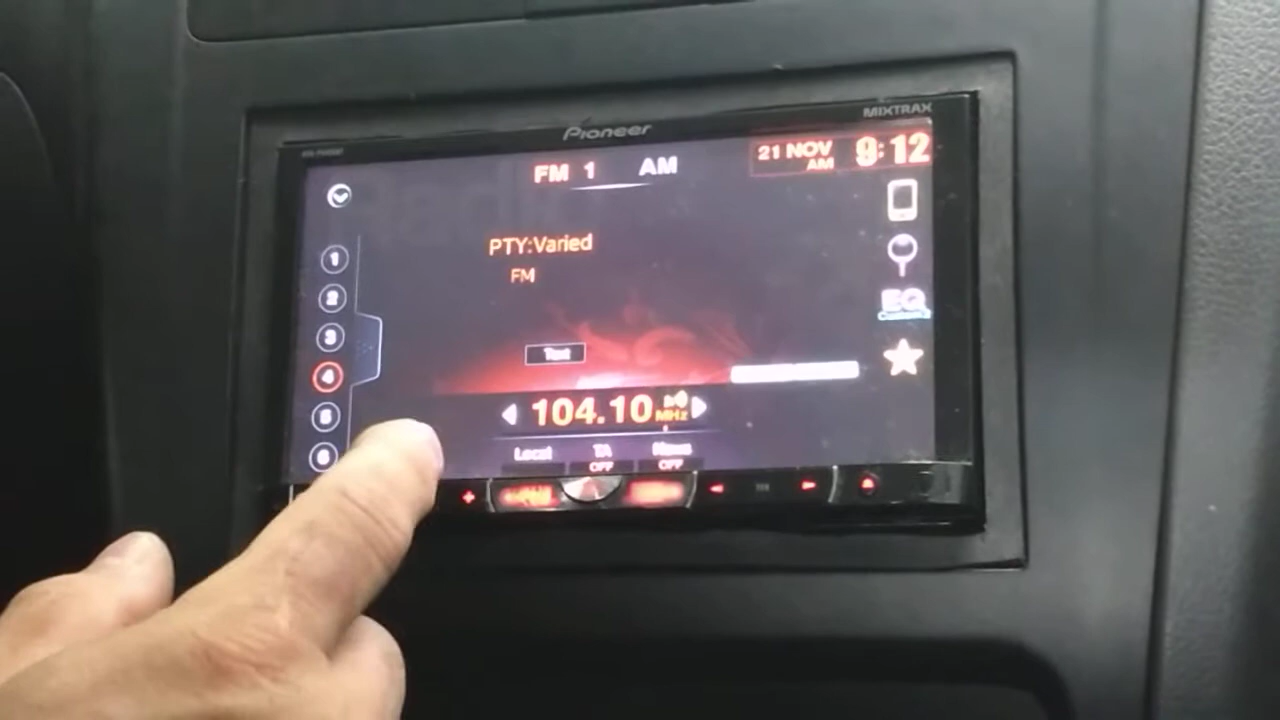 Pioneer
MIXTRAX
FM 1 AM
21 NOV
AM
9:12
PTY:Varied
FM
1
2
3
4
5
6
EQ
Text
104.10
MHz
Local TA News
OFF OFF